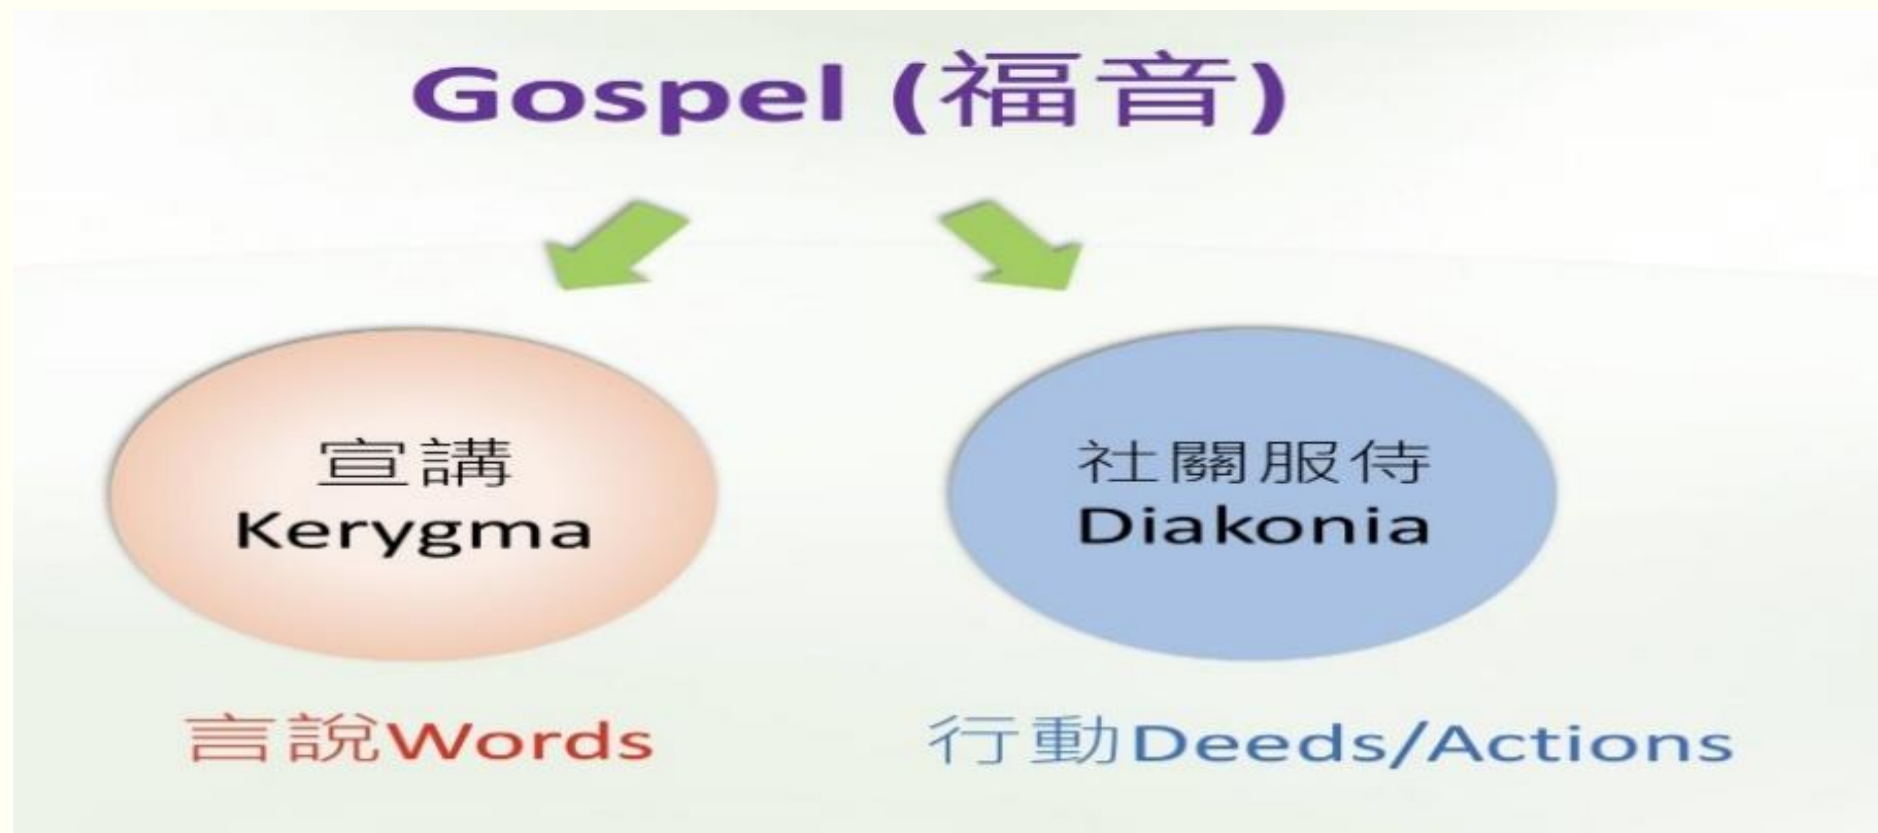 Gospel (福音)
宣講
Kerygma
言說Words
社關服侍
Diakonia
行動Deeds/Actions